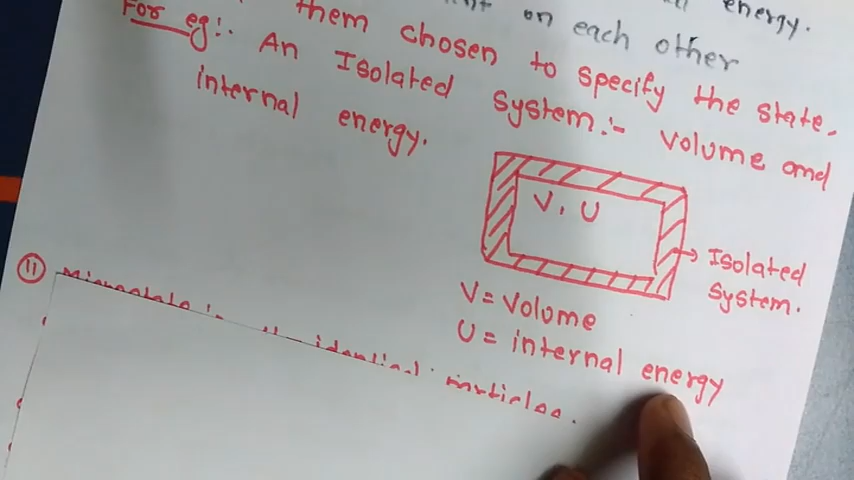 energy.
on each other
them chosen to specify the state.
For eg:-
An Isolated system:- volume and
internal energy.
V, U
Isolated
system.
V = volume
U = internal energy
11